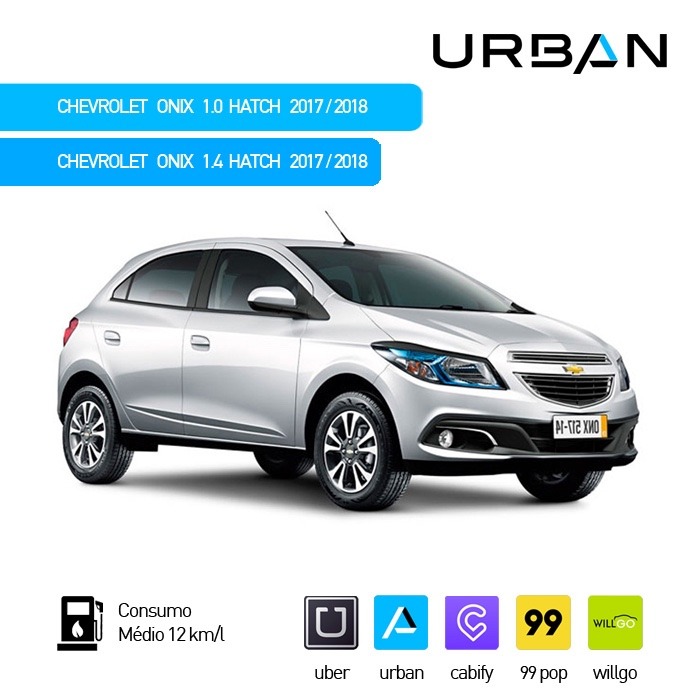 URBAN
CHEVROLET ONIX 1.0 HATCH 2017/2018
CHEVROLET ONIX 1.4 HATCH 2017/2018
ONX 517-14
Consumo
Médio 12 km/l
99
WILLGO
uber
urban
cabify
99 pop
willgo